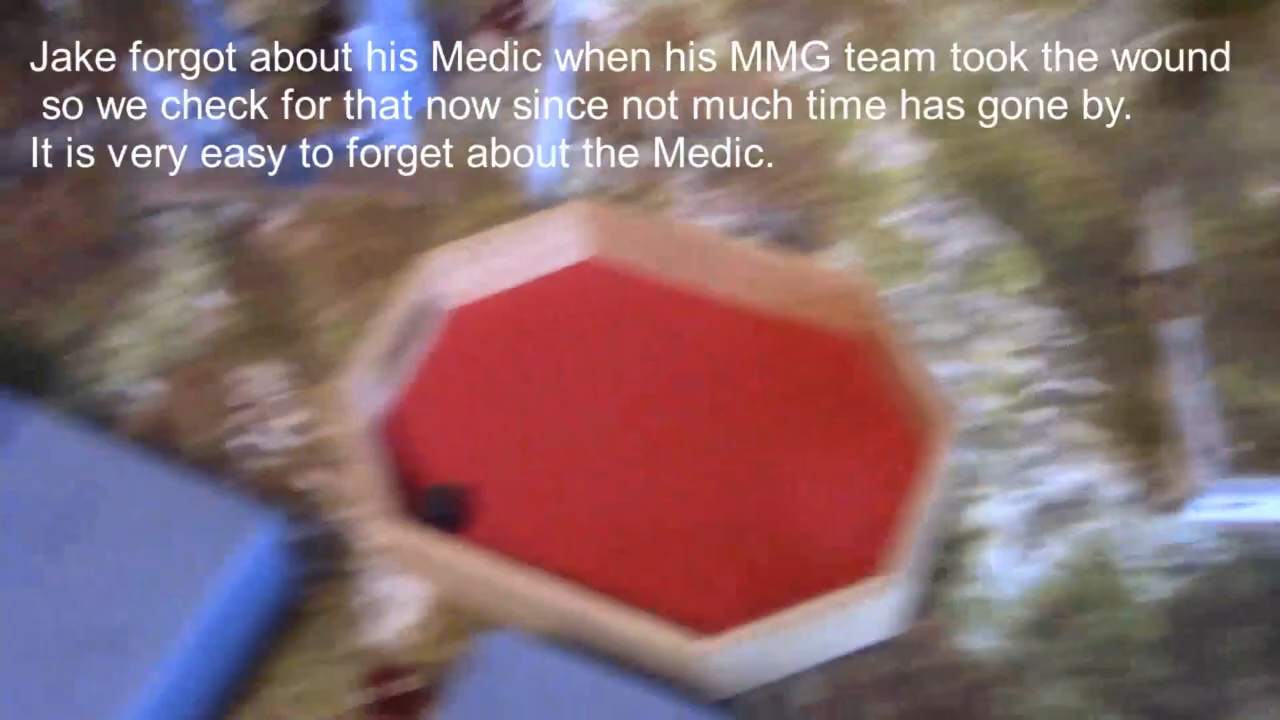 Jake forgot about his Medic when his MMG team took the wound
so we check for that now since not much time has gone by.
It is very easy to forget about the Medic.